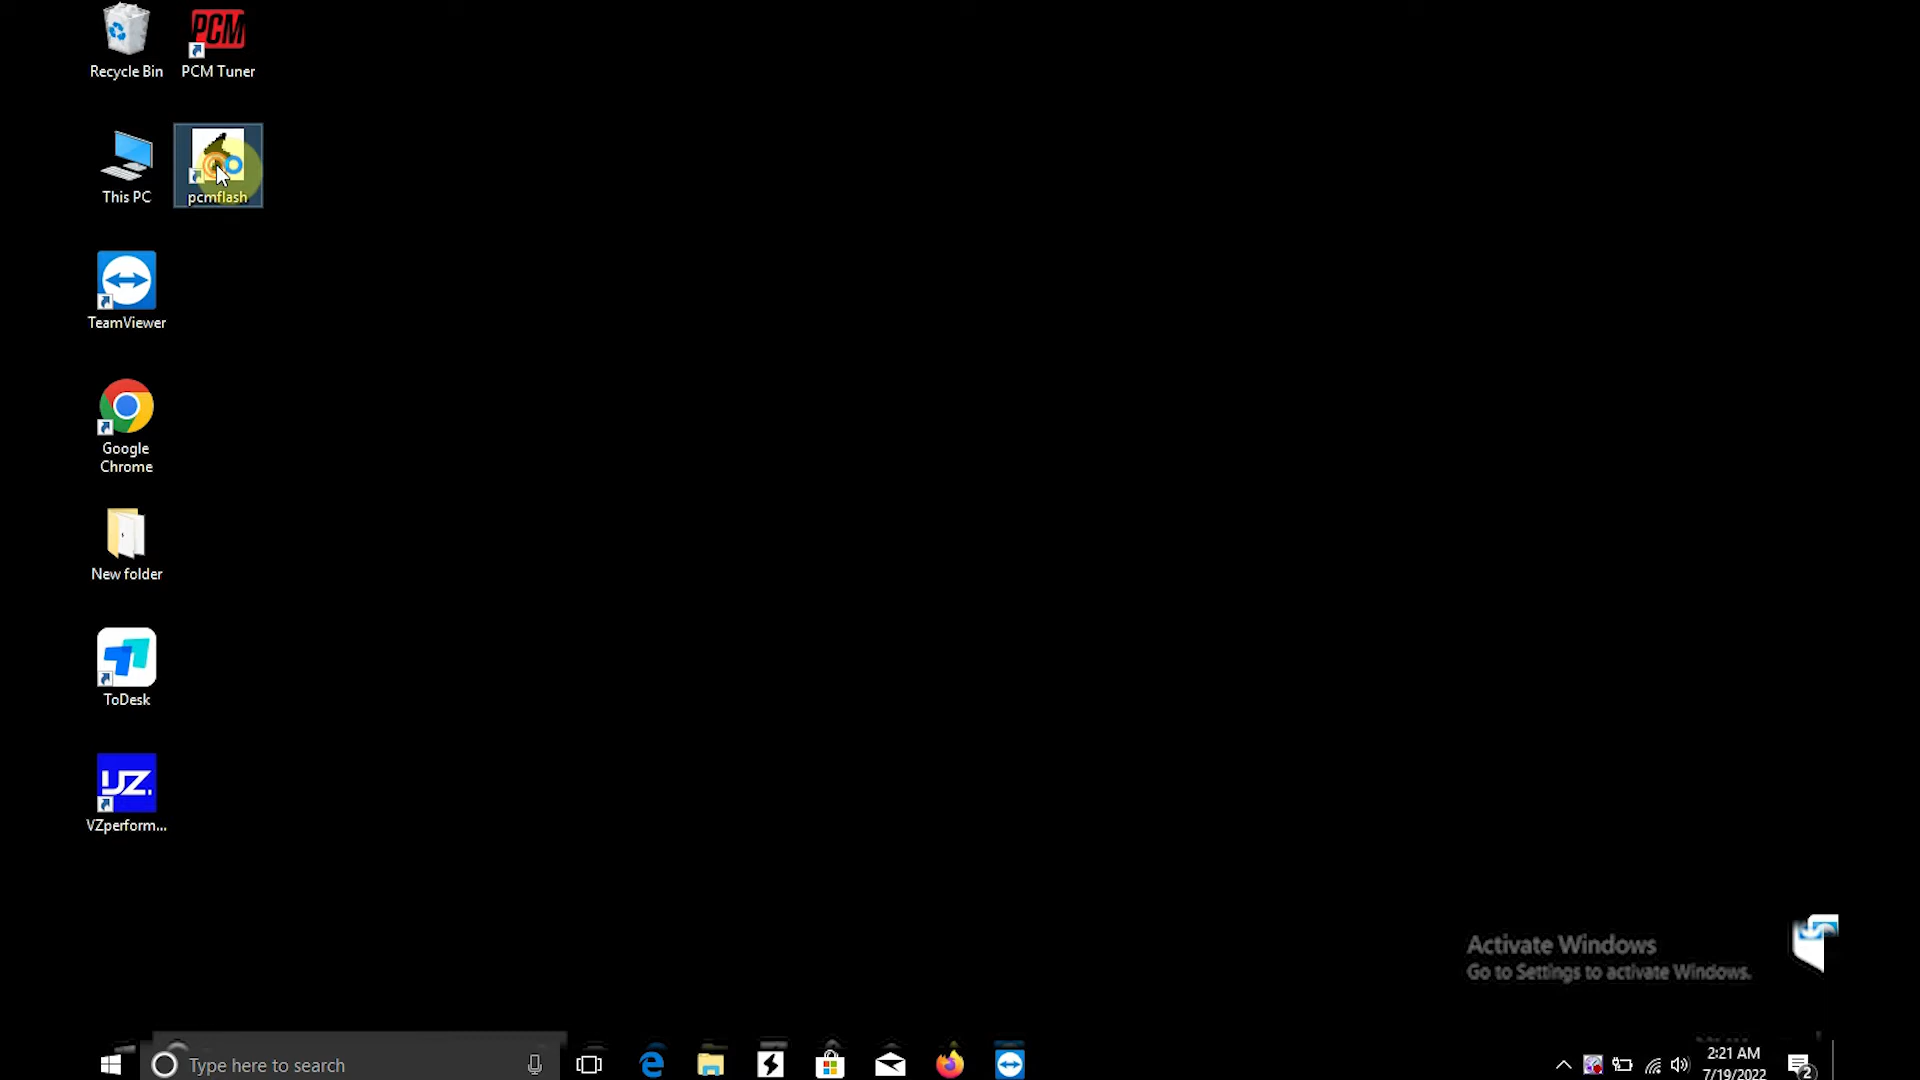 Recycle Bin
PCM
PCM Tuner
This PC
pcmflash
TeamViewer
Google
Chrome
New folder
ToDesk
VZ.
VZperform...
Activate Windows
Go to Settings to activate Windows.
Type here to search
2:21 AM
7/19/2022
2